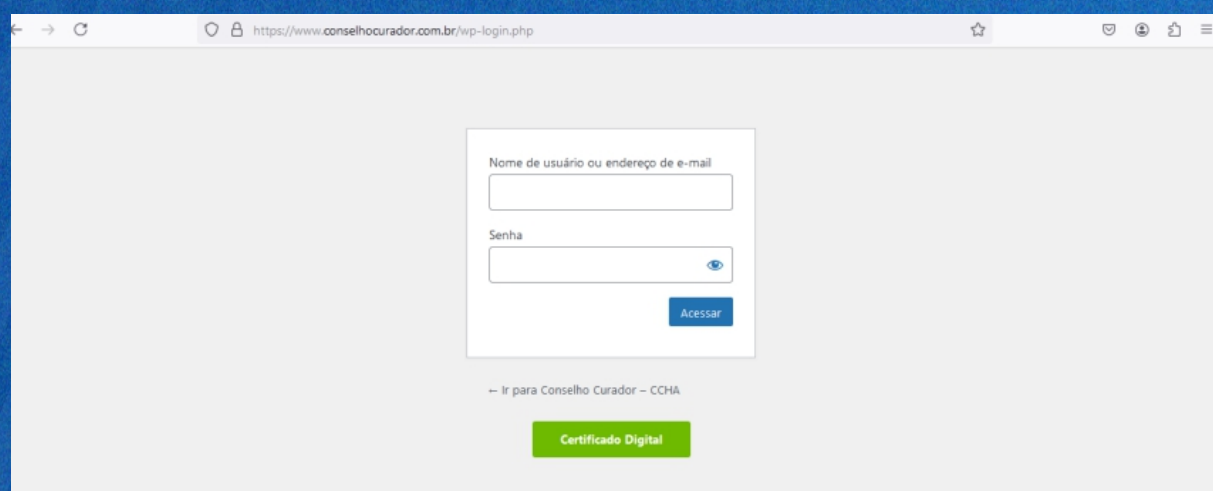 https://www.conselhocurador.com.br/wp-login.php
Nome de usuário ou endereço de e-mail
Senha
Acessar
← Ir para Conselho Curador – CCHA
Certificado Digital